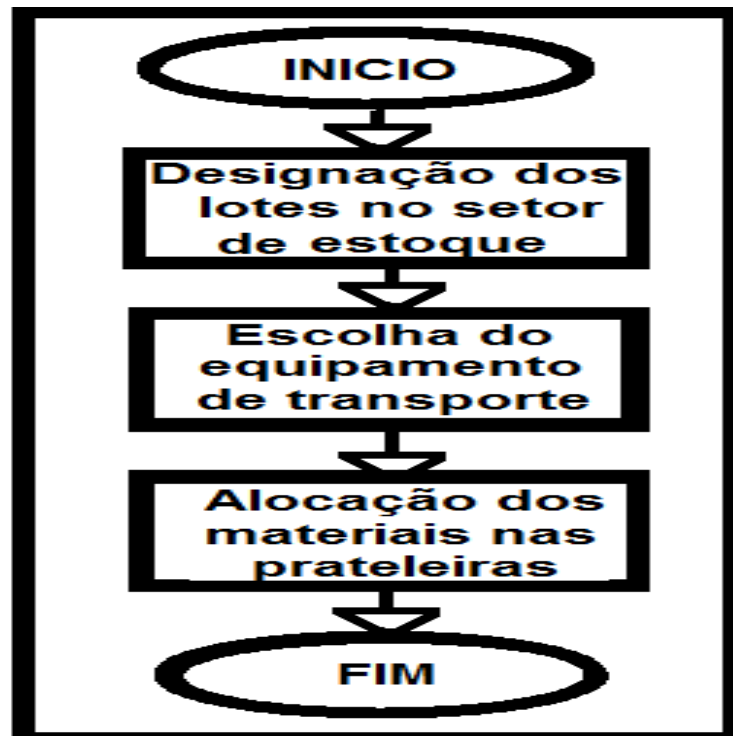 INICIO
Designação dos
lotes no setor
de estoque
Escolha do
equipamento
de transporte
Alocação dos
materiais nas
prateleiras
FIM